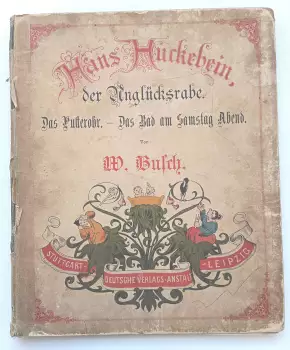 Hans Huckebein,
der Unglücksrabe.
Das Pusterohr. – Das Bad am Samstag Abend.
Von
W. Busch.
STUTTGART
LEIPZIG
DEUTSCHE VERLAGS-ANSTALT